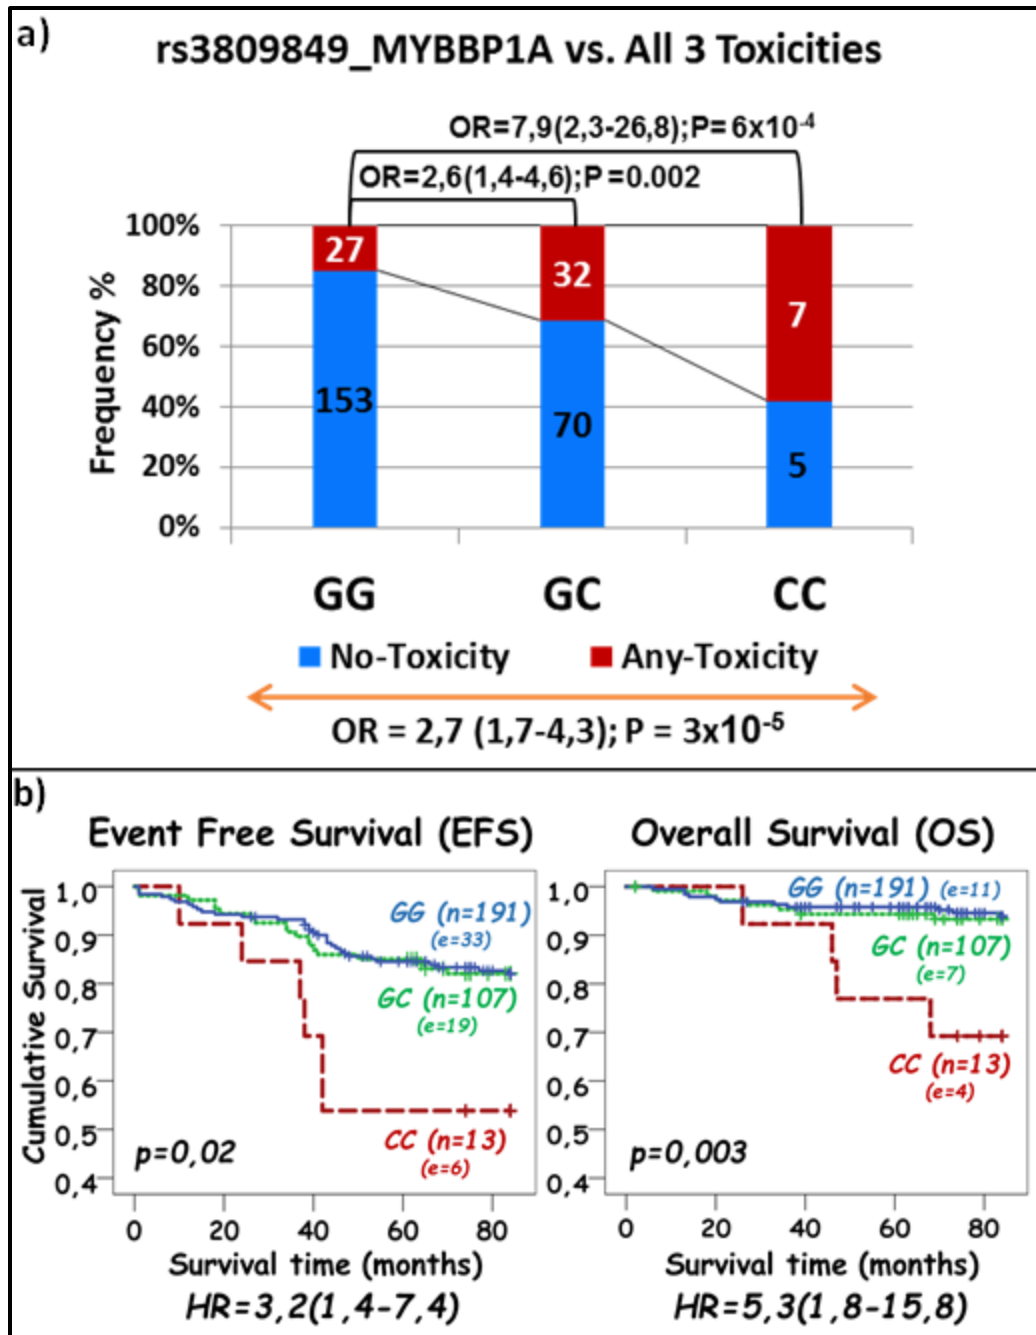 a)
rs3809849_MYBBP1A vs. All 3 Toxicities
OR=7,9(2,3-26,8);P=6x10-4
OR=2,6(1,4-4,6);P=0.002
Frequency %
100%
80%
60%
40%
20%
0%
27
153
32
70
7
5
GG
GC
CC
No-Toxicity
Any-Toxicity
OR = 2,7 (1,7-4,3); P = 3x10-5
b)
Event Free Survival (EFS)
Cumulative Survival
1,0
0,9
0,8
0,7
0,6
0,5
0,4
GG (n=191)
(e=33)
GC (n=107)
(e=19)
CC (n=13)
(e=6)
p=0,02
0 20 40 60 80
Survival time (months)
HR=3,2(1,4-7,4)
Overall Survival (OS)
1,0
0,9
0,8
0,7
0,6
0,5
0,4
GG (n=191) (e=11)
GC (n=107)
(e=7)
CC (n=13)
(e=4)
p=0,003
0 20 40 60 80
Survival time (months)
HR=5,3(1,8-15,8)